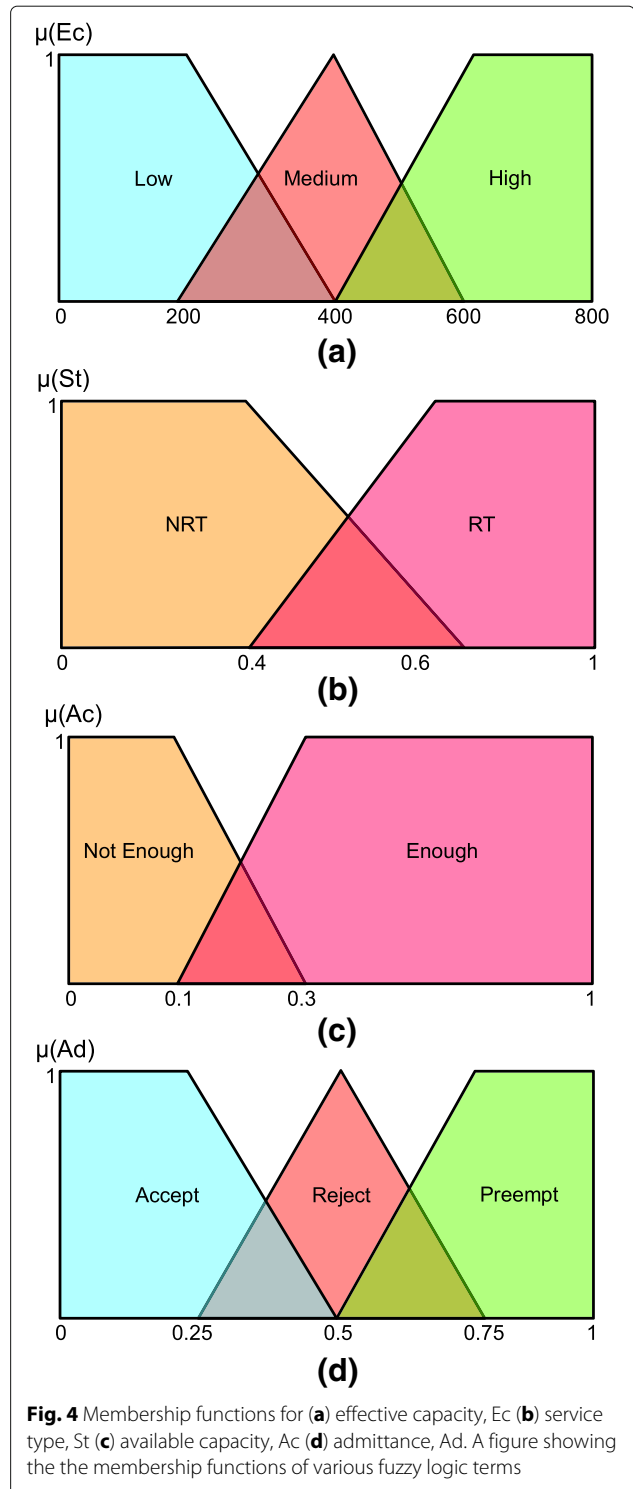 μ(Ec)
1
Low Medium High
0 200 400 600 800
(a)
μ(St)
1
NRT RT
0 0.4 0.6 1
(b)
μ(Ac)
1
Not Enough Enough
0 0.1 0.3 1
(c)
μ(Ad)
1
Accept Reject Preempt
0 0.25 0.5 0.75 1
(d)
Fig. 4 Membership functions for (a) effective capacity, Ec (b) service
type, St (c) available capacity, Ac (d) admittance, Ad. A figure showing
the the membership functions of various fuzzy logic terms